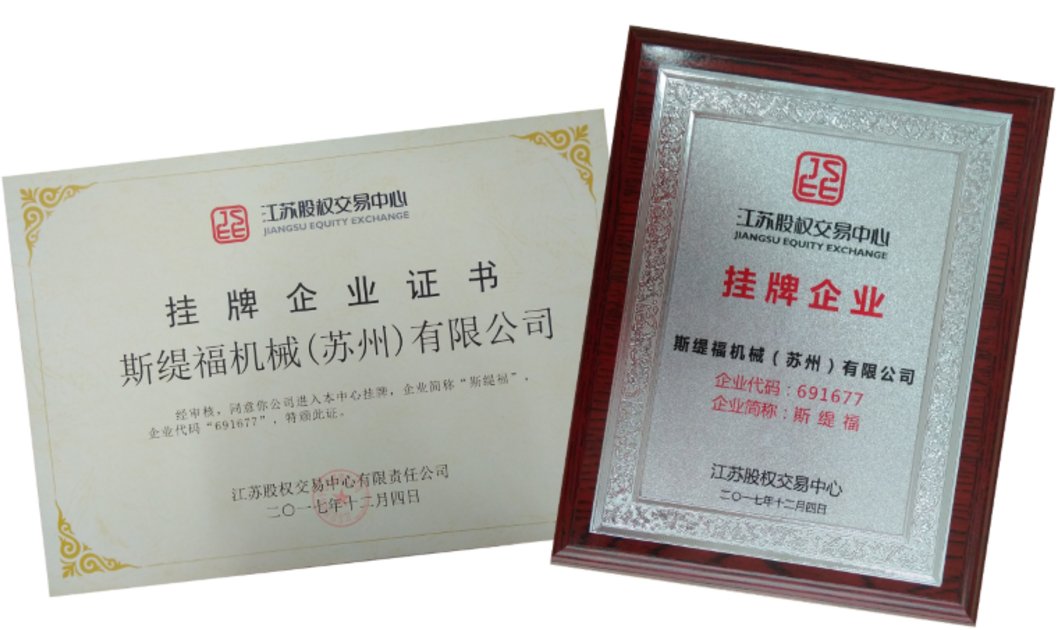 JS
EE
江苏股权交易中心
JIANGSU EQUITY EXCHANGE
挂牌企业证书
斯缇福机械(苏州)有限公司
经审核，同意你公司进入本中心挂牌，企业简称“斯缇福”，
企业代码“691677”，特颁此证。
江苏股权交易中心有限责任公司
二〇一七年十二月四日
JS
EE
江苏股权交易中心
JIANGSU EQUITY EXCHANGE
挂牌企业
斯缇福机械（苏州）有限公司
企业代码：691677
企业简称：斯缇福
江苏股权交易中心
二〇一七年十二月四日